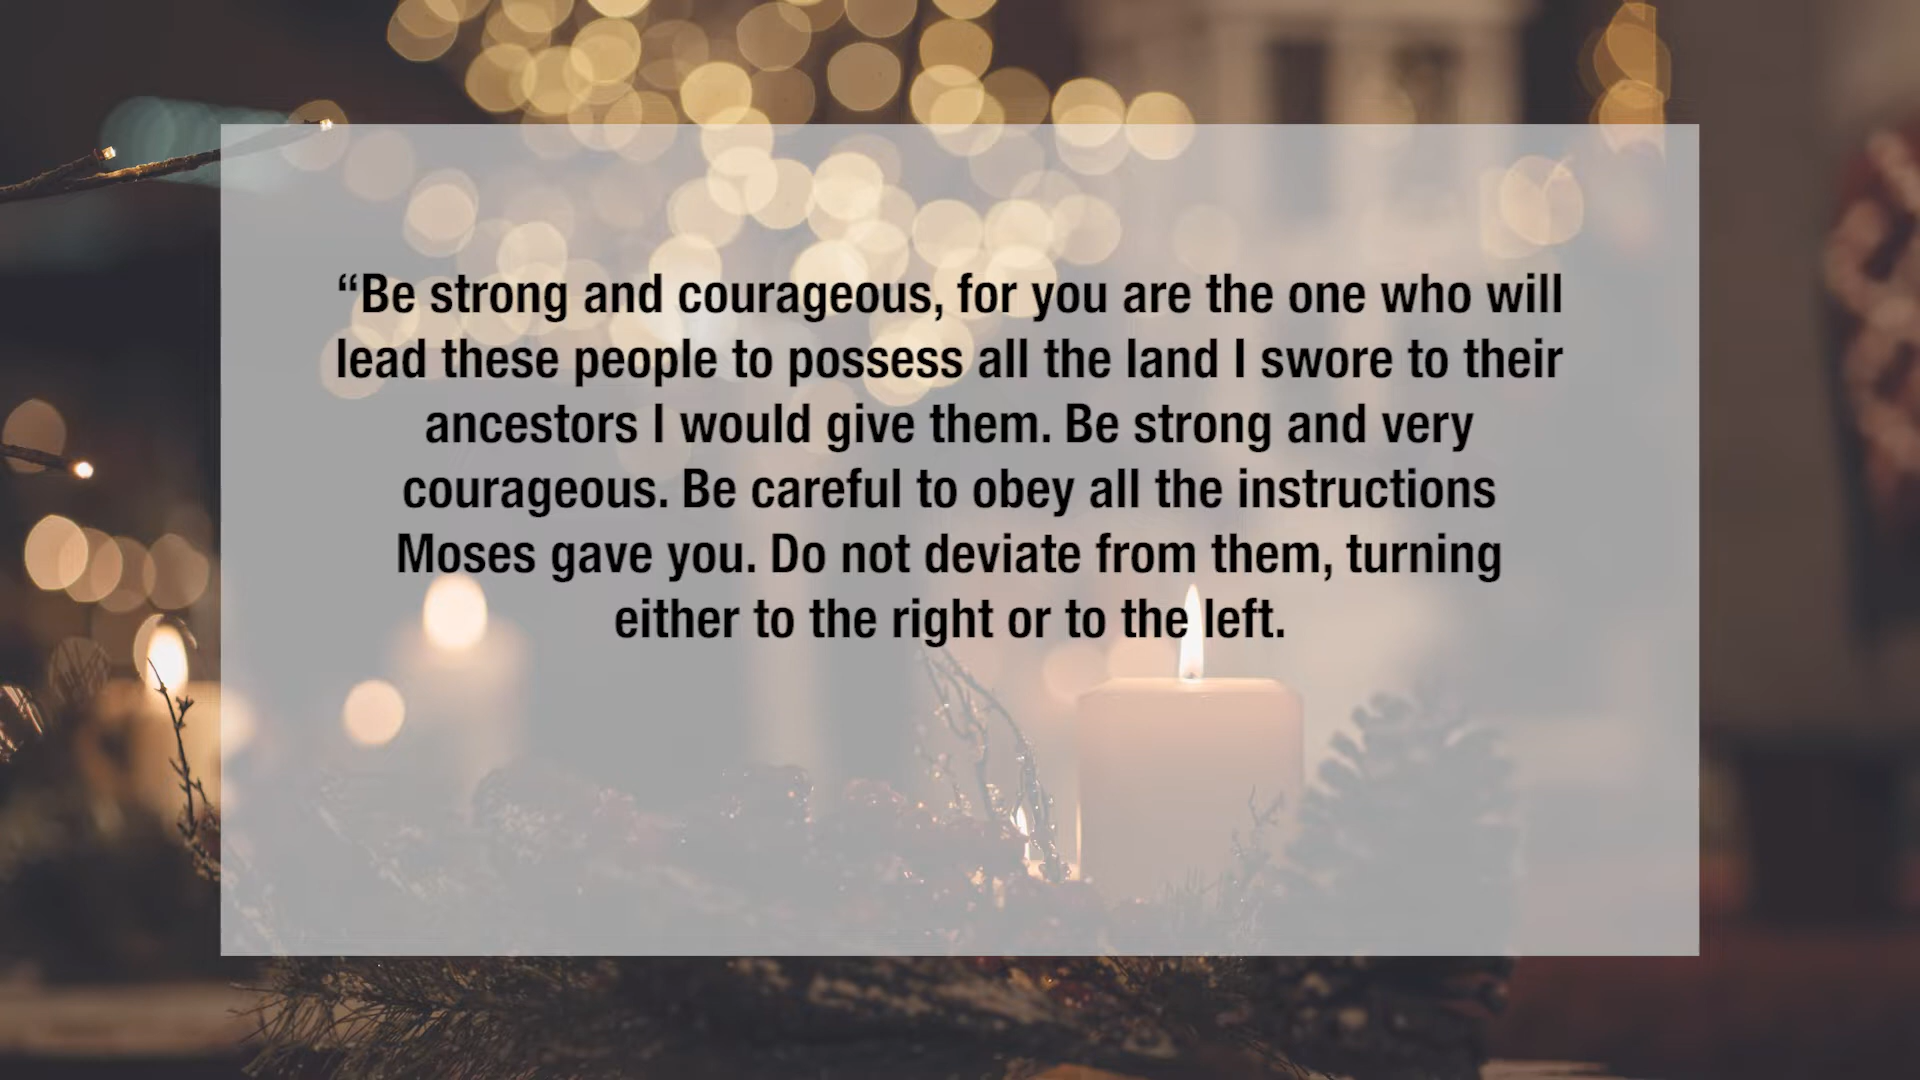 “Be strong and courageous, for you are the one who will
lead these people to possess all the land I swore to their
ancestors I would give them. Be strong and very
courageous. Be careful to obey all the instructions
Moses gave you. Do not deviate from them, turning
either to the right or to the left.